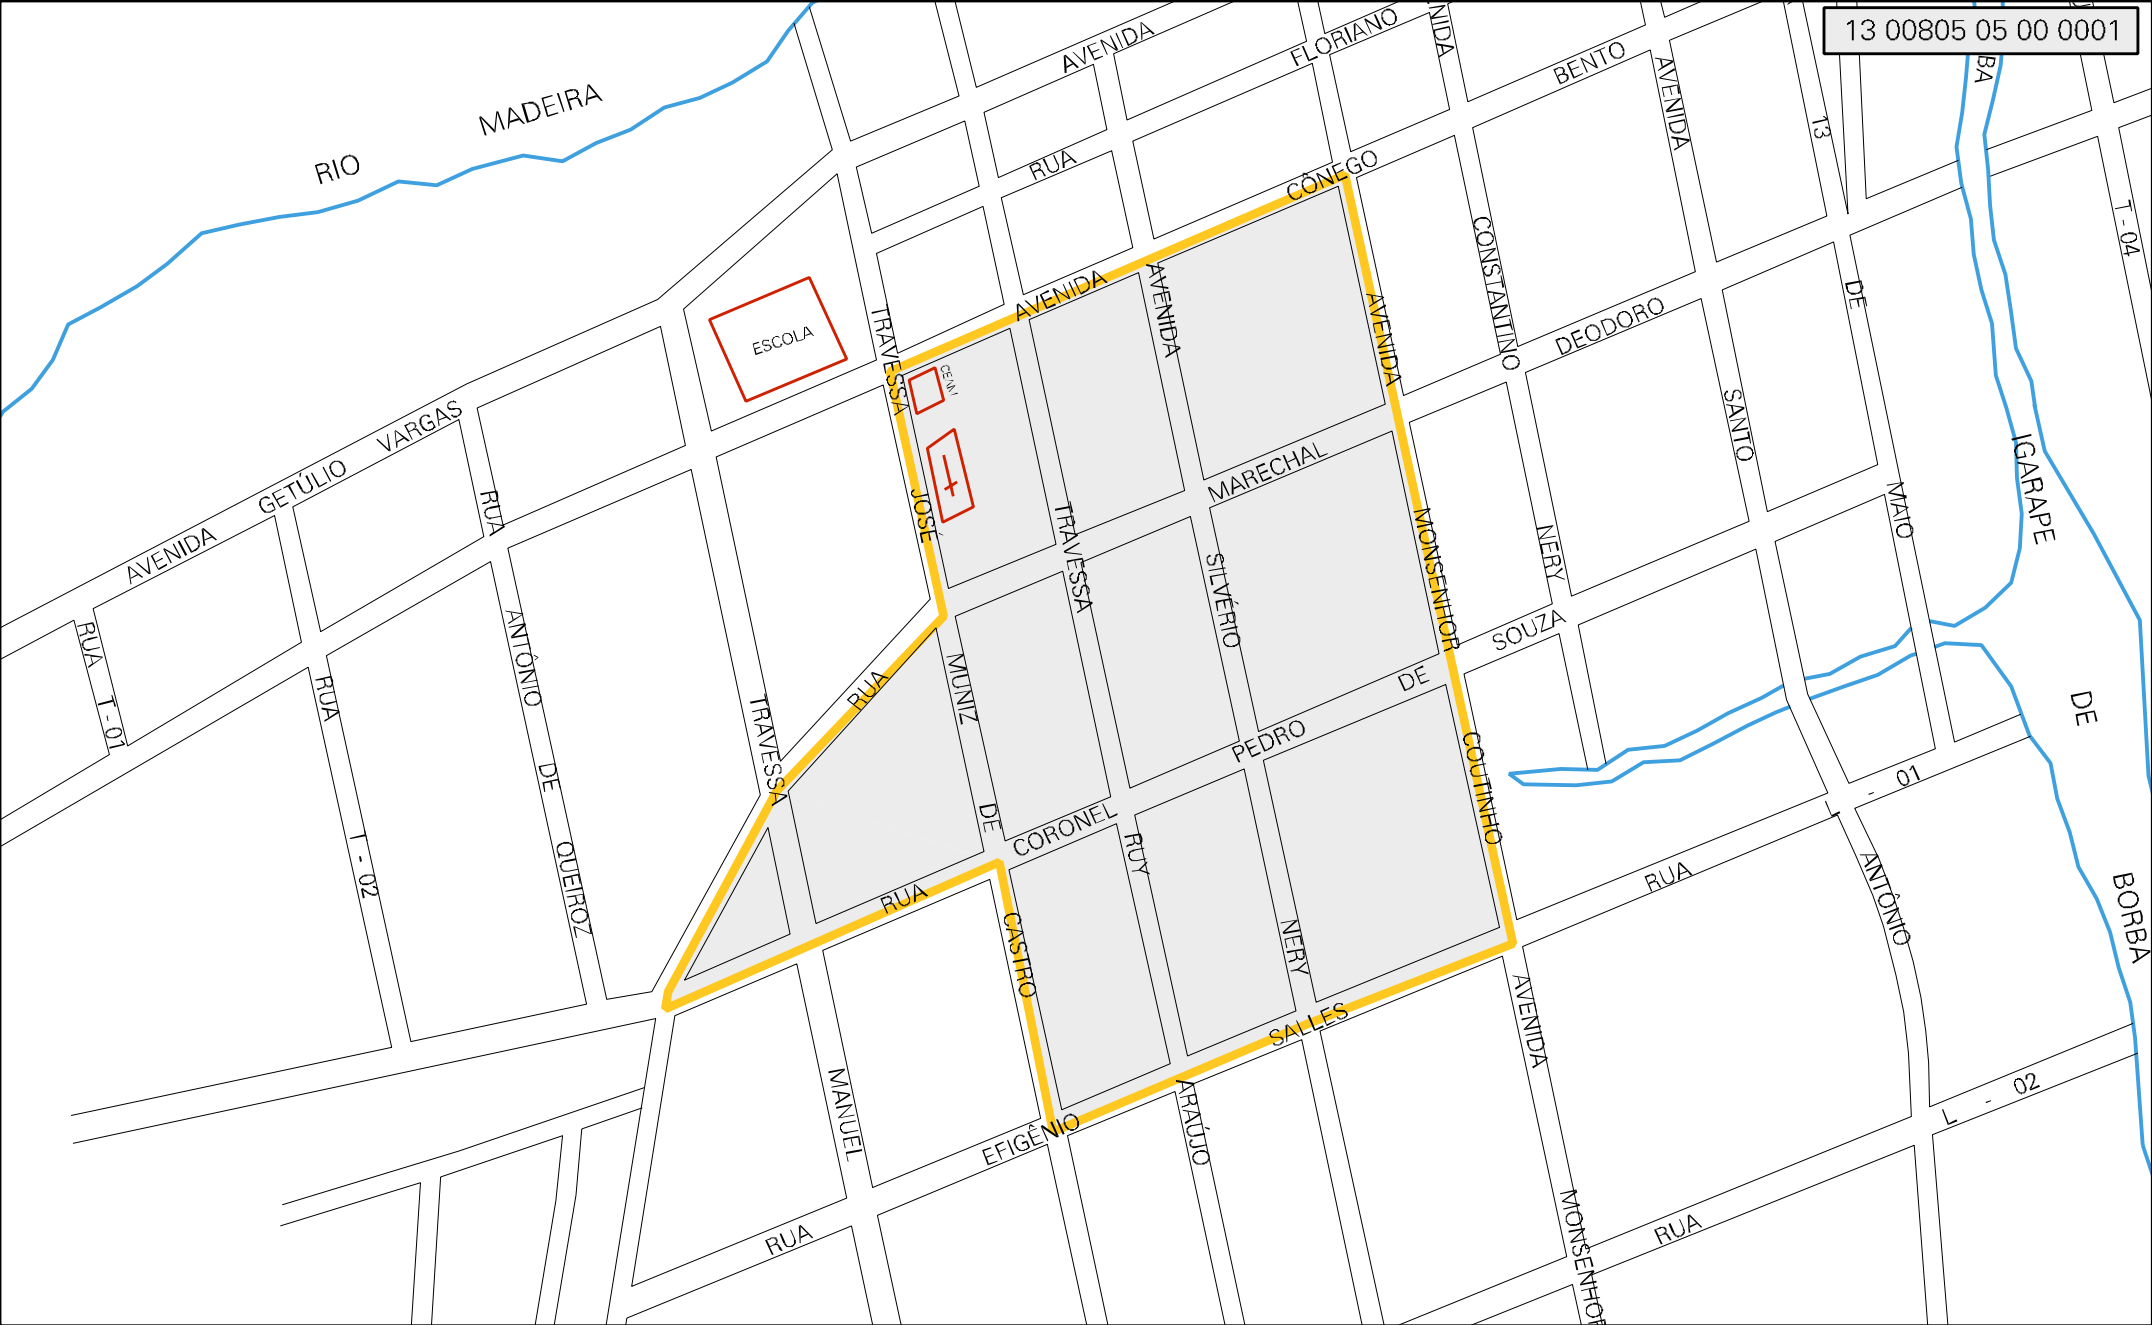 13 00805 05 00 0001
AVENIDA
FLORIANO
NIDA
BENTO
BA
MADEIRA
RIO
RUA
CÔNEGO
AVENIDA
13
T - 04
CONSTANTINO
AVENIDA
AVENIDA
AVENIDA
DE
DEODORO
TRAVESSA
ESCOLA
SANTO
GETÚLIO VARGAS
AVENIDA
RUA
JOSÉ
TRAVESSA
MARECHAL
MONSENHOR
NERY
MAIO
IGARAPE
DE
BORBA
SILVÉRIO
SOUZA
DE
PEDRO
CORONEL
RUA
RUA
T - 01
RUA
T - 02
ANTÔNIO
DE
QUEIROZ
TRAVESSA
RUA
MUNIZ
DE
CASTRO
RUY
NERY
COUTINHO
RUA
- 01
ANTÔNIO
SALLES
AVENIDA
MANUEL
EFIGÊNIO
ARAÚJO
L - 02
RUA
MONSENHOR
RUA